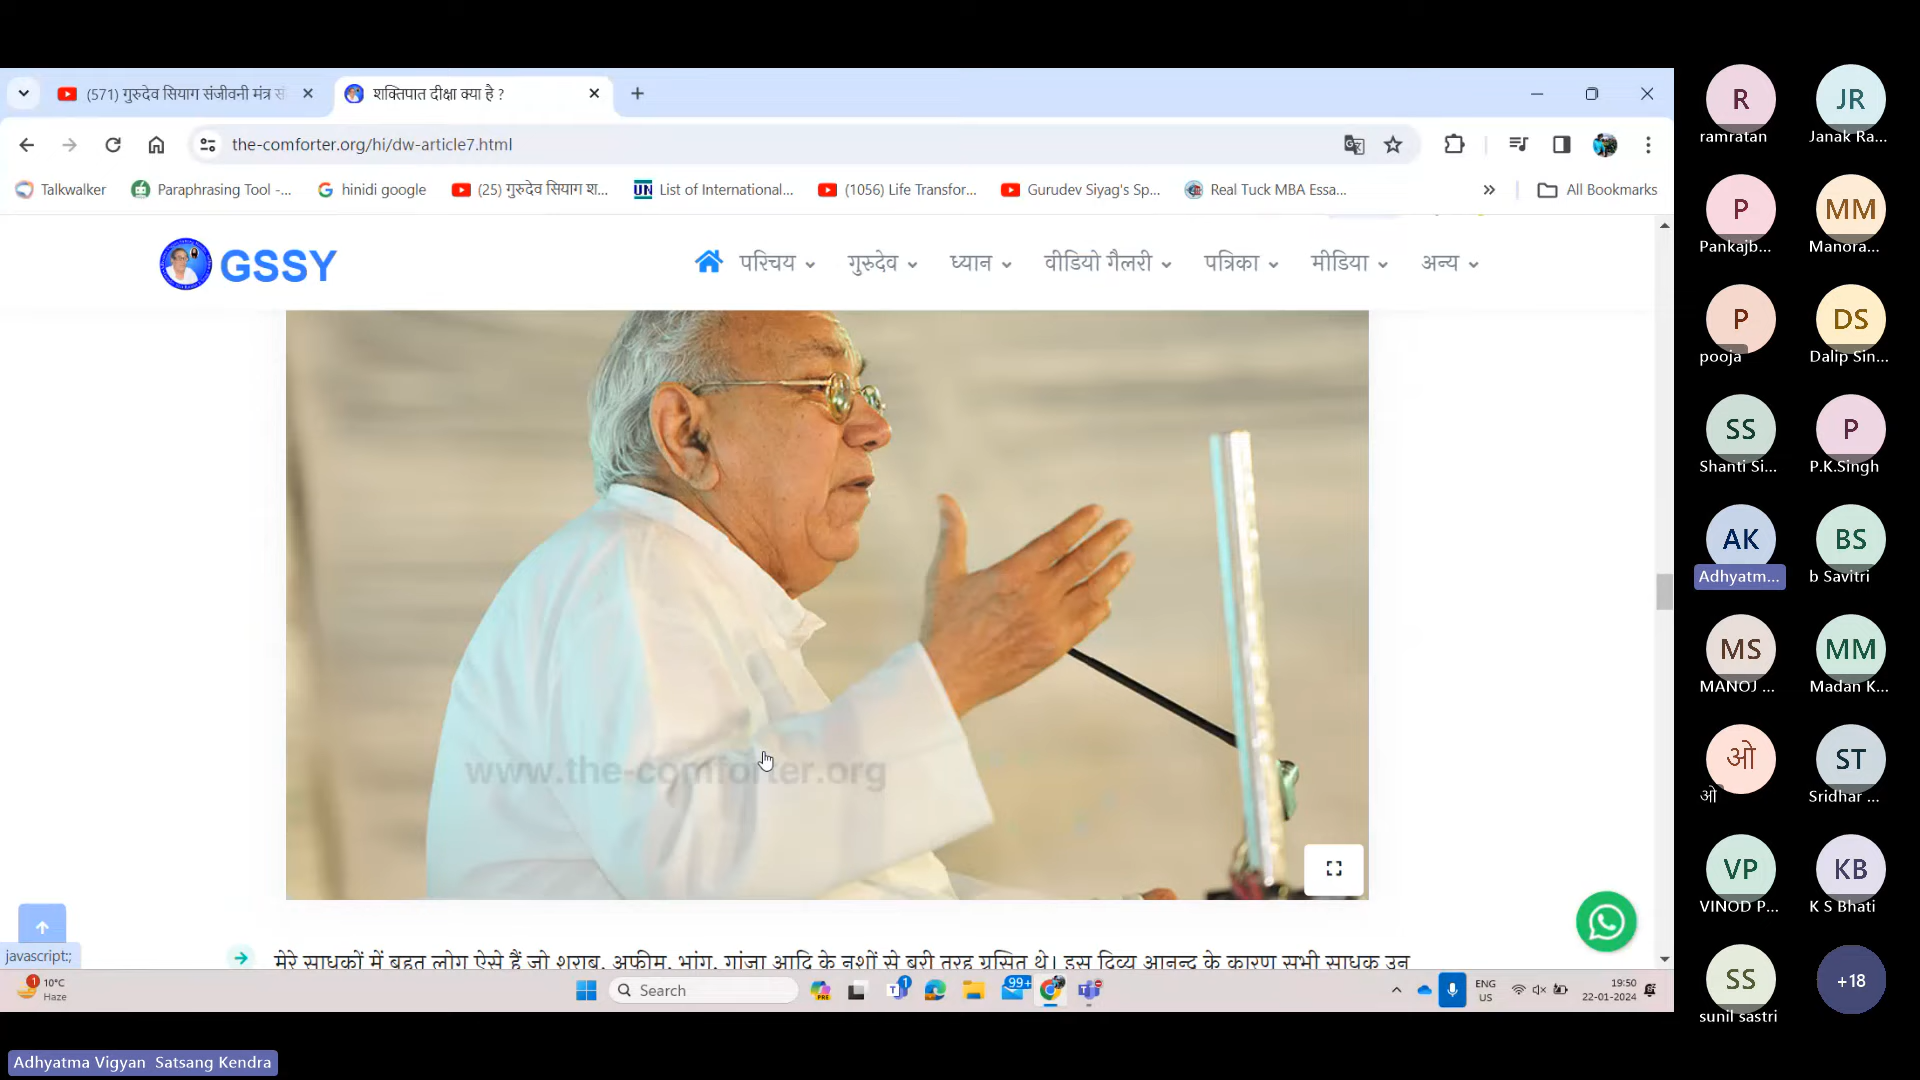 (571) गुरुदेव सियाग संजीवनी मंत्र सं
शक्तिपात दीक्षा क्या है ?
the-comforter.org/hi/dw-article7.html
Talkwalker
Paraphrasing Tool -...
hinidi google
(25) गुरुदेव सियाग श...
UN
List of International...
(1056) Life Transfor...
Gurudev Siyag's Sp...
Real Tuck MBA Essa...
All Bookmarks
GSSY
परिचय
गुरुदेव
ध्यान
वीडियो गैलरी
पत्रिका
मीडिया
अन्य
www.the-comforter.org
मेरे साधकों में बहुत लोग ऐसे हैं जो शराब, अफीम, भांग, गांजा आदि के नशों से बुरी तरह ग्रसित थे। इस दिव्य आनन्द के कारण सभी साधक उन
javascript:;
1
10°C
Haze
Search
PRE
1
99+
ENG
US
19:50
22-01-2024
R
ramratan
JR
Janak Ra...
P
Pankajb...
MM
Manora...
P
pooja
DS
Dalip Sin...
SS
Shanti Si...
P
P.K.Singh
AK
Adhyatm...
BS
b Savitri
MS
MANOJ ...
MM
Madan K...
ओ
ओ
ST
Sridhar ...
VP
VINOD P...
KB
K S Bhati
SS
sunil sastri
+18
Adhyatma Vigyan Satsang Kendra